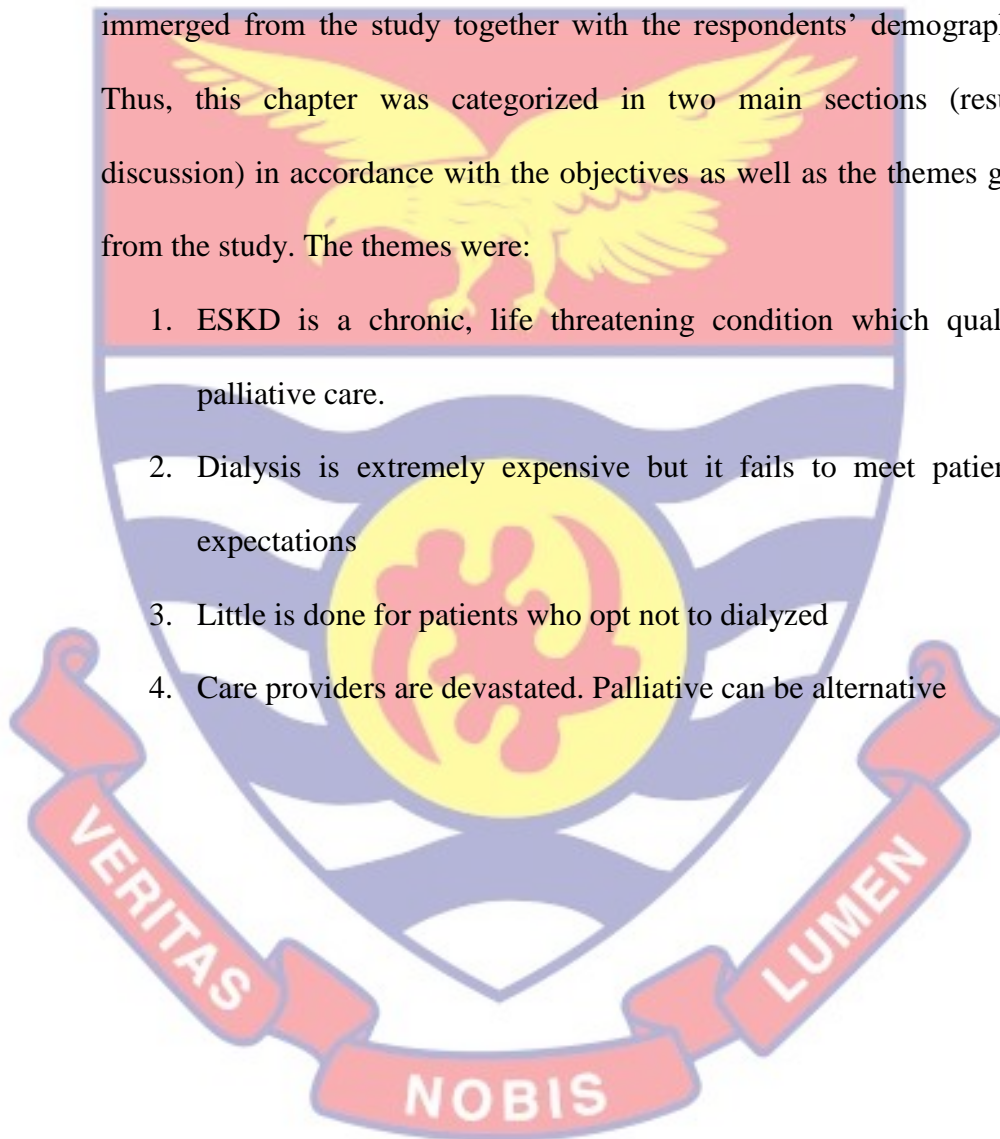 immerged from the study together with the respondents’ demograph
Thus, this chapter was categorized in two main sections (resu
discussion) in accordance with the objectives as well as the themes g
from the study. The themes were:
1. ESKD is a chronic, life threatening condition which qual
palliative care.
2. Dialysis is extremely expensive but it fails to meet patien
expectations
3. Little is done for patients who opt not to dialyzed
4. Care providers are devastated. Palliative can be alternative
VERITAS
NOBIS
LUMEN